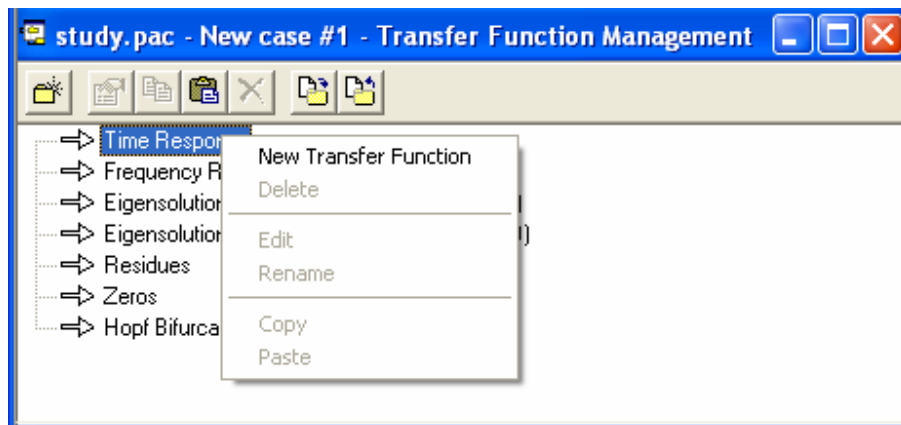 study.pac - New case #1 - Transfer Function Management
Time Respon
New Transfer Function
Frequency R
Delete
Eigensolution
Eigensolution
Edit
Residues
Rename
Zeros
Hopf Bifurca
Copy
Paste